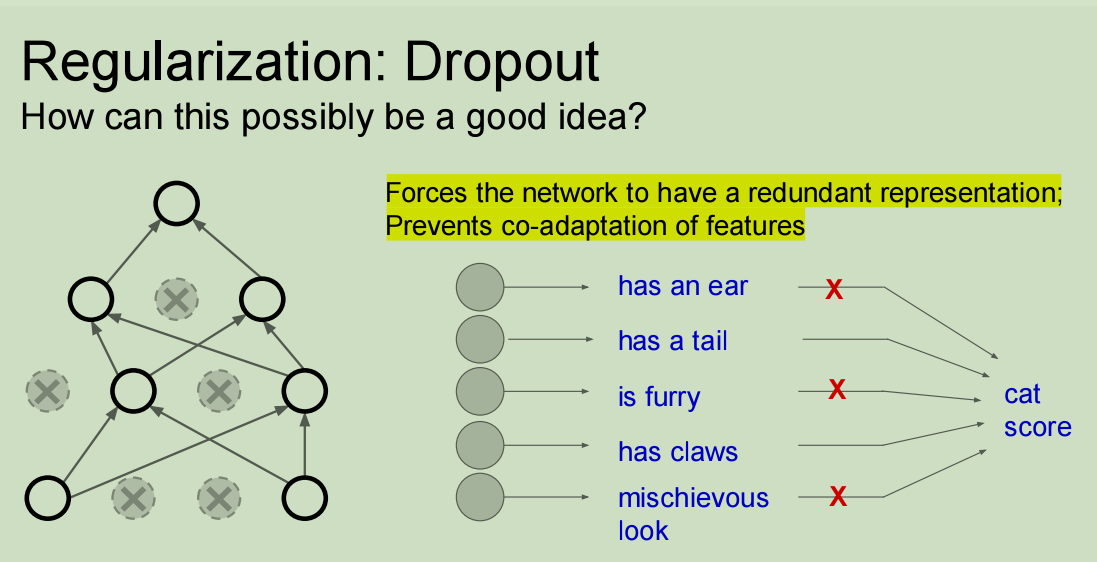 Regularization: Dropout
How can this possibly be a good idea?
Forces the network to have a redundant representation;
Prevents co-adaptation of features
has an ear
X
has a tail
is furry
X
has claws
mischievous
look
X
cat
score